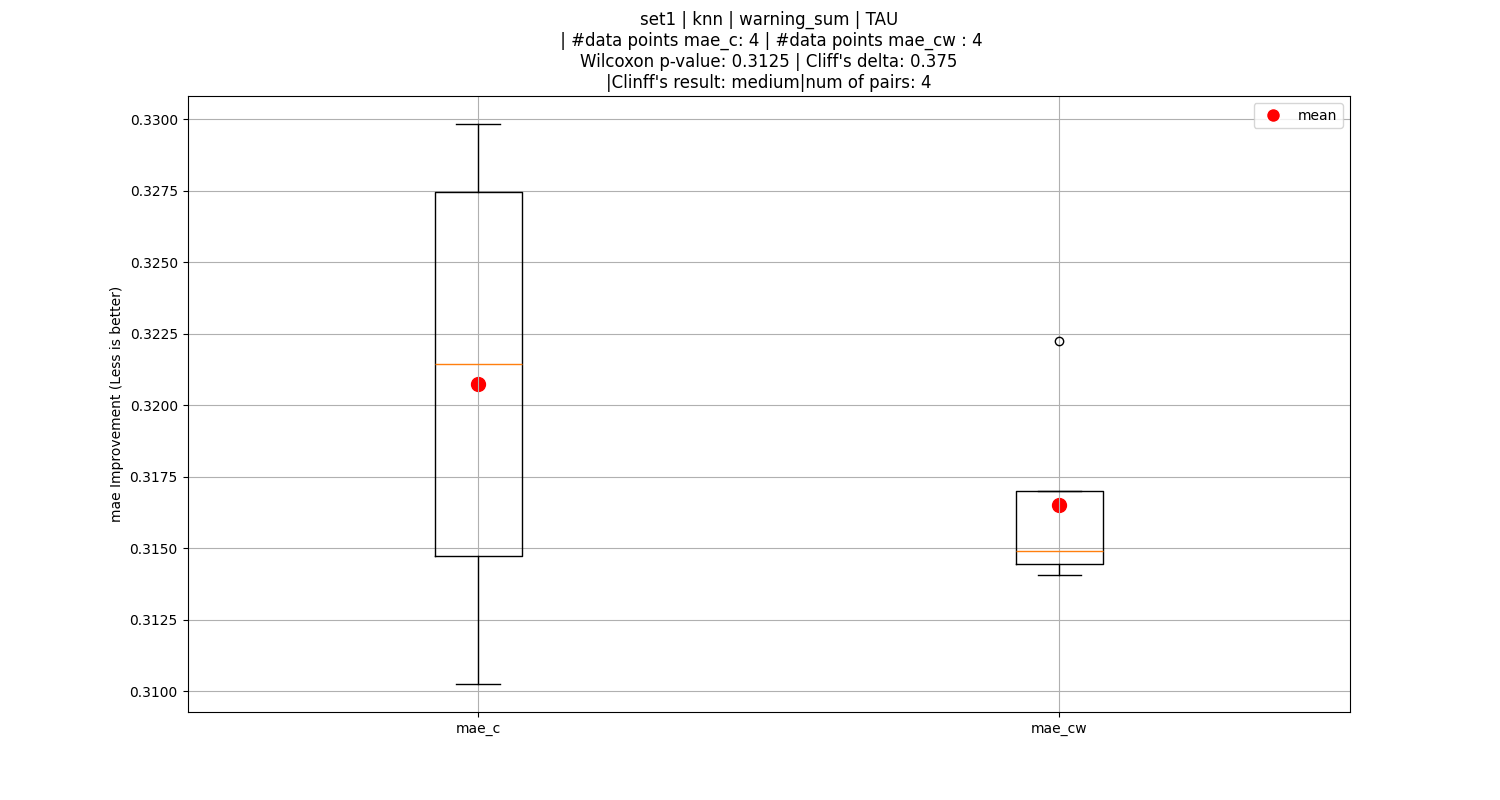 set1 | knn | warning_sum | TAU
| #data points mae_c: 4 | #data points mae_cw : 4
Wilcoxon p-value: 0.3125 | Cliff's delta: 0.375
|Clinff's result: medium|num of pairs: 4
mean
0.3300
0.3275
0.3250
0.3225
0.3200
0.3175
0.3150
0.3125
0.3100
mae Improvement (Less is better)
mae_c
mae_cw